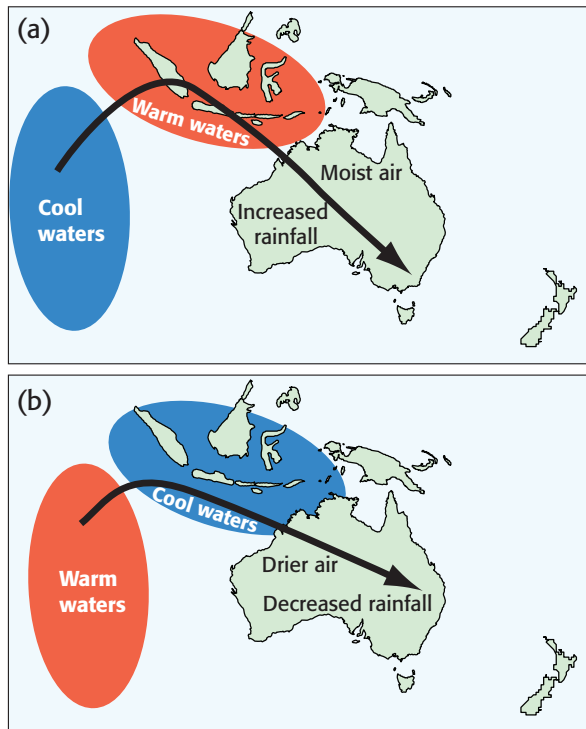 (a)
Warm waters
Moist air
Cool
waters
Increased
rainfall
(b)
Cool waters
Drier air
Warm
waters
Decreased rainfall